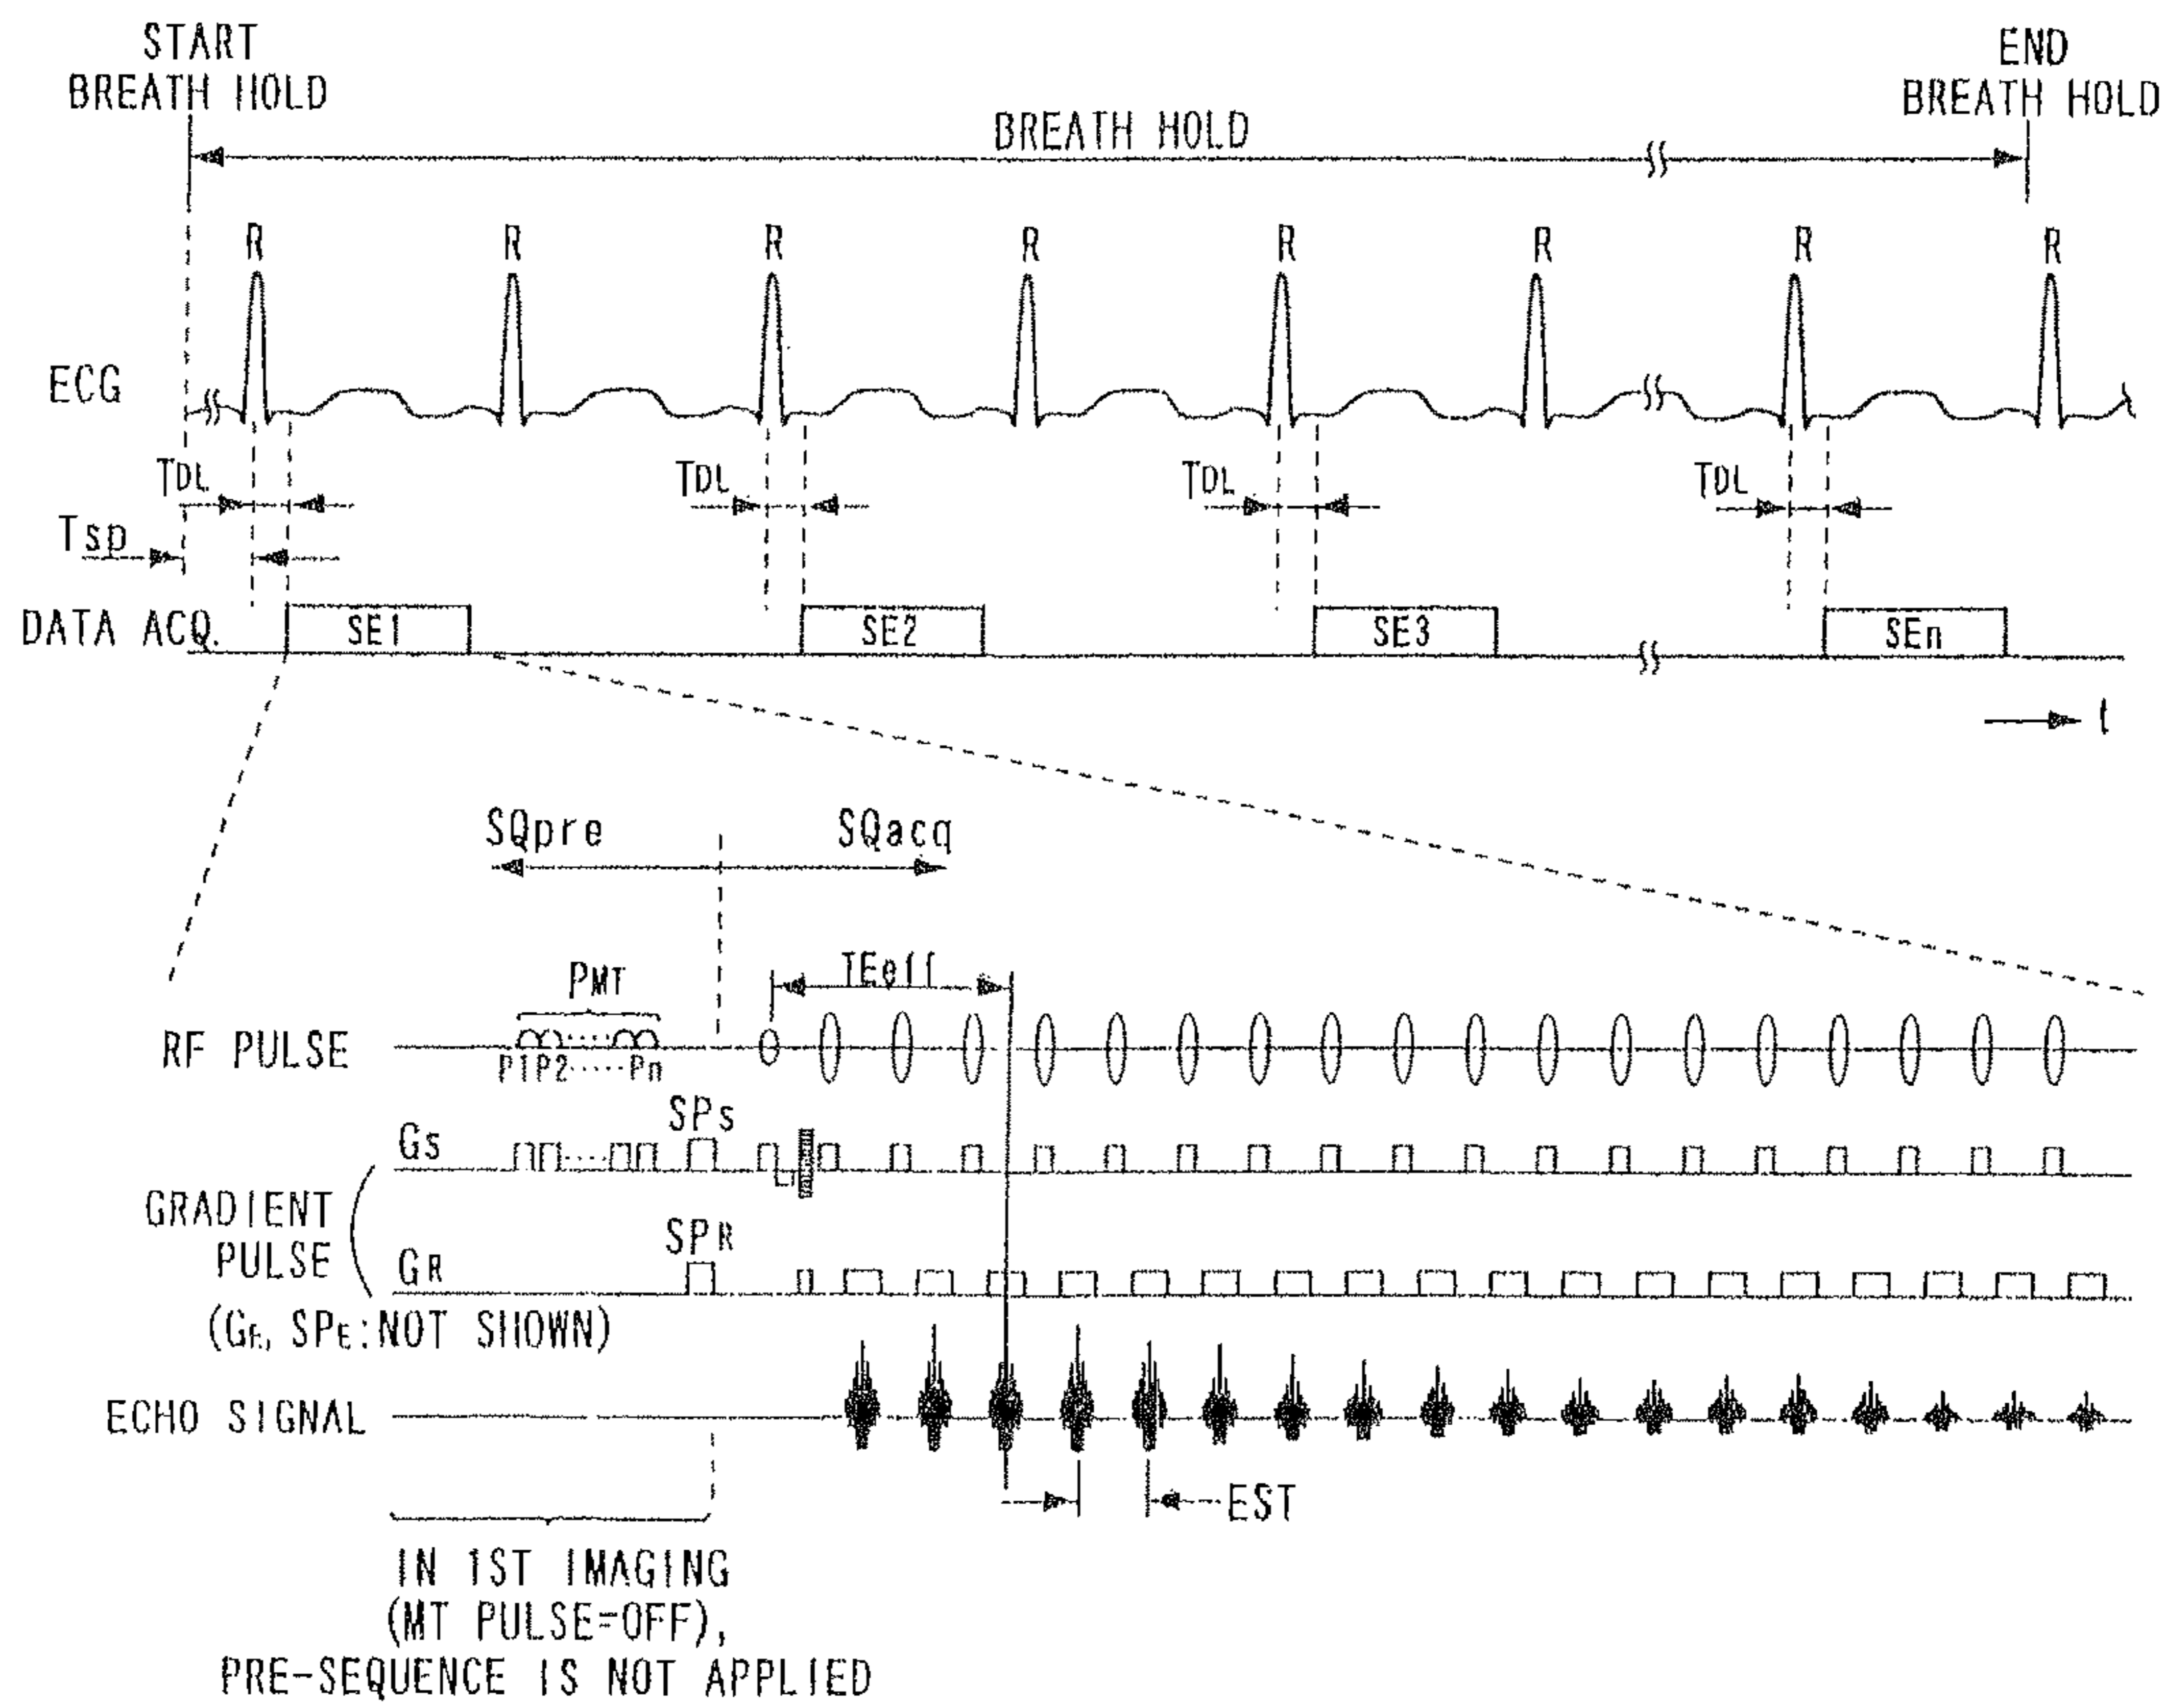 START
BREATH HOLD
END
BREATH HOLD
BREATH HOLD
R R R R R R R R
ECG
TDL TDL TDL TDL
Tsp
DATA ACQ. SE1 SE2 SE3 SEn
t
SQpre SQacq
PMT TEeff
RF PULSE
P1P2·····Pn
SPs
Gs
GRADIENT
PULSE
SPR
GR
(GE, SPE:NOT SHOWN)
ECHO SIGNAL
EST
IN 1ST IMAGING
(MT PULSE=OFF),
PRE-SEQUENCE IS NOT APPLIED